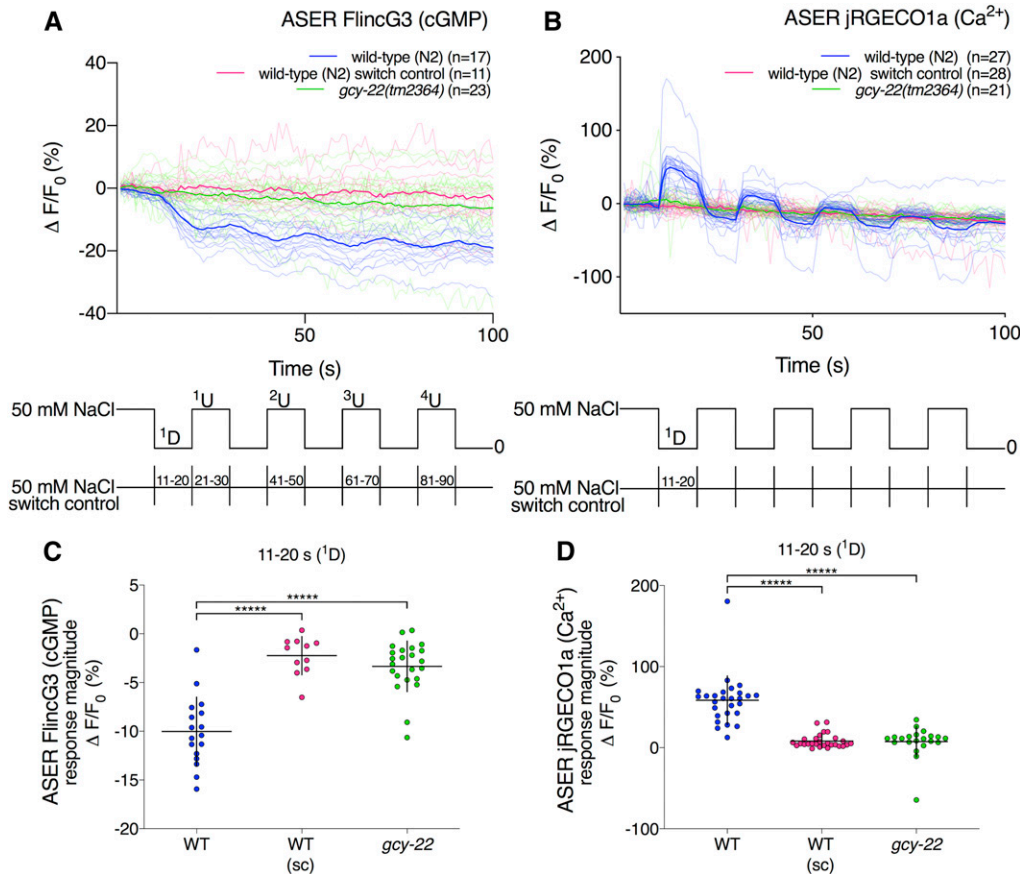 A
ASER FlincG3 (cGMP)
wild-type (N2) (n=17)
wild-type (N2) switch control (n=11)
gcy-22(tm2364) (n=23)
40
20
0
-20
-40
Δ F/F0 (%)
50
100
Time (s)
50 mM NaCl
1D
1U
2U
3U
4U
0
50 mM NaCl
switch control
11-20
21-30
41-50
61-70
81-90
B
ASER jRGECO1a (Ca2+)
wild-type (N2) (n=27)
wild-type (N2) switch control (n=28)
gcy-22(tm2364) (n=21)
200
100
0
-100
Δ F/F0 (%)
50
100
Time (s)
50 mM NaCl
1D
0
50 mM NaCl
switch control
11-20
C
11-20 s (1D)
*****
*****
5
0
-5
-10
-15
-20
ASER FlincG3 (cGMP)
response magnitude
Δ F/F0 (%)
WT
WT
(sc)
gcy-22
D
11-20 s (1D)
*****
*****
200
100
0
-100
ASER jRGECO1a (Ca2+)
response magnitude
Δ F/F0 (%)
WT
WT
(sc)
gcy-22